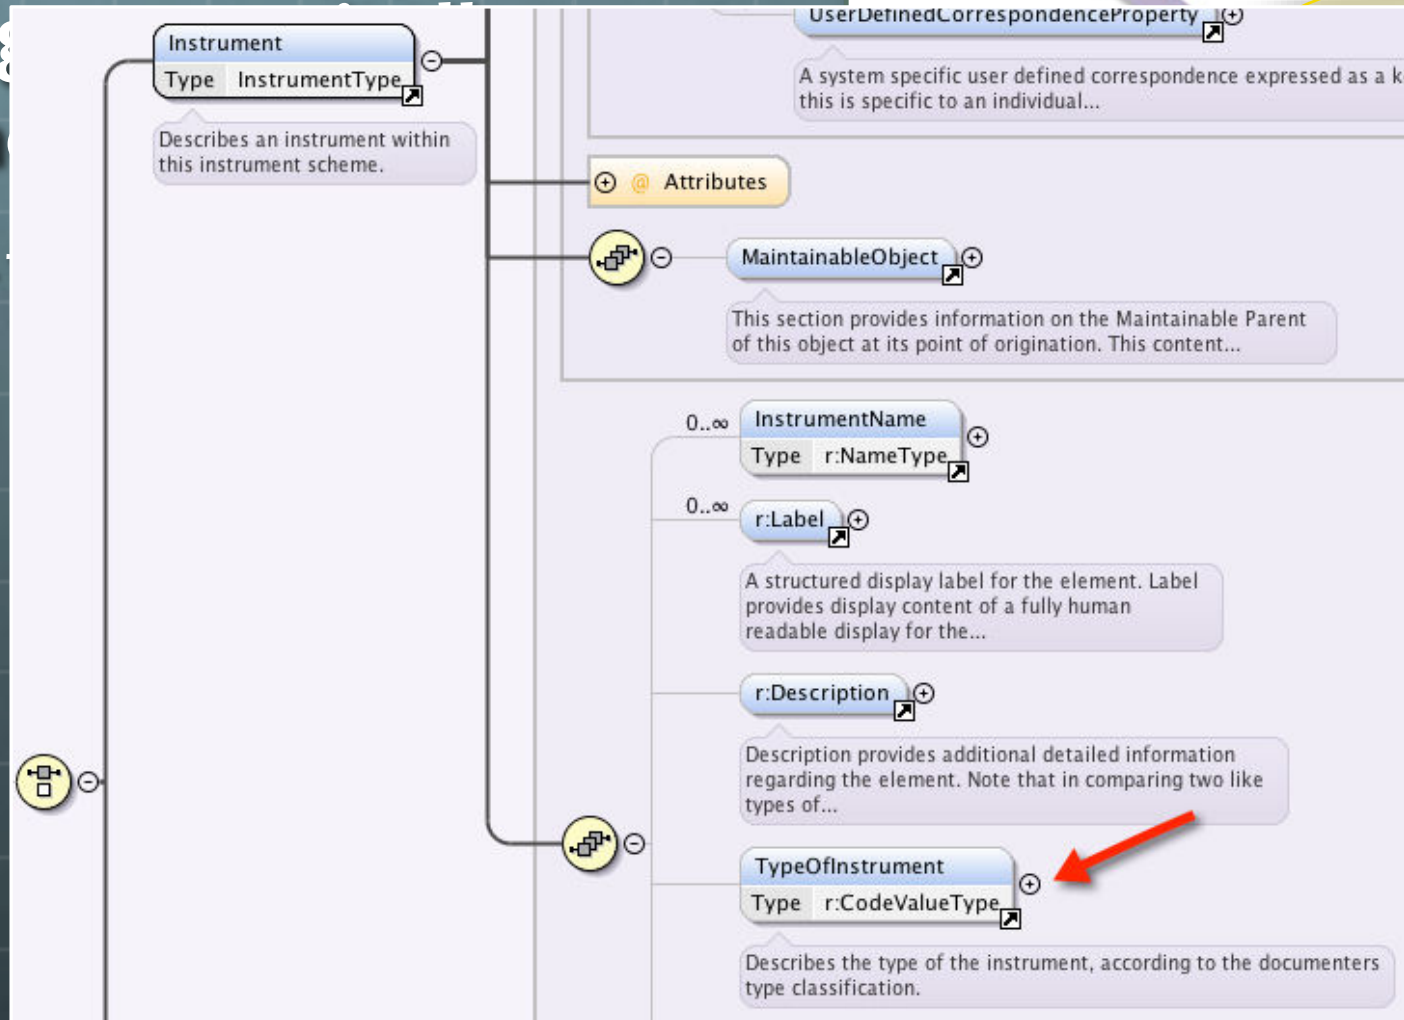 UserDefinedCorrespondenceProperty
A system specific user defined correspondence expressed as a k
this is specific to an individual...
Instrument
Type InstrumentType
Describes an instrument within
this instrument scheme.
@ Attributes
MaintainableObject
This section provides information on the Maintainable Parent
of this object at its point of origination. This content...
0..∞ InstrumentName
Type r:NameType
0..∞ r:Label
A structured display label for the element. Label
provides display content of a fully human
readable display for the...
r:Description
Description provides additional detailed information
regarding the element. Note that in comparing two like
types of...
TypeOfInstrument
Type r:CodeValueType
Describes the type of the instrument, according to the documenters
type classification.